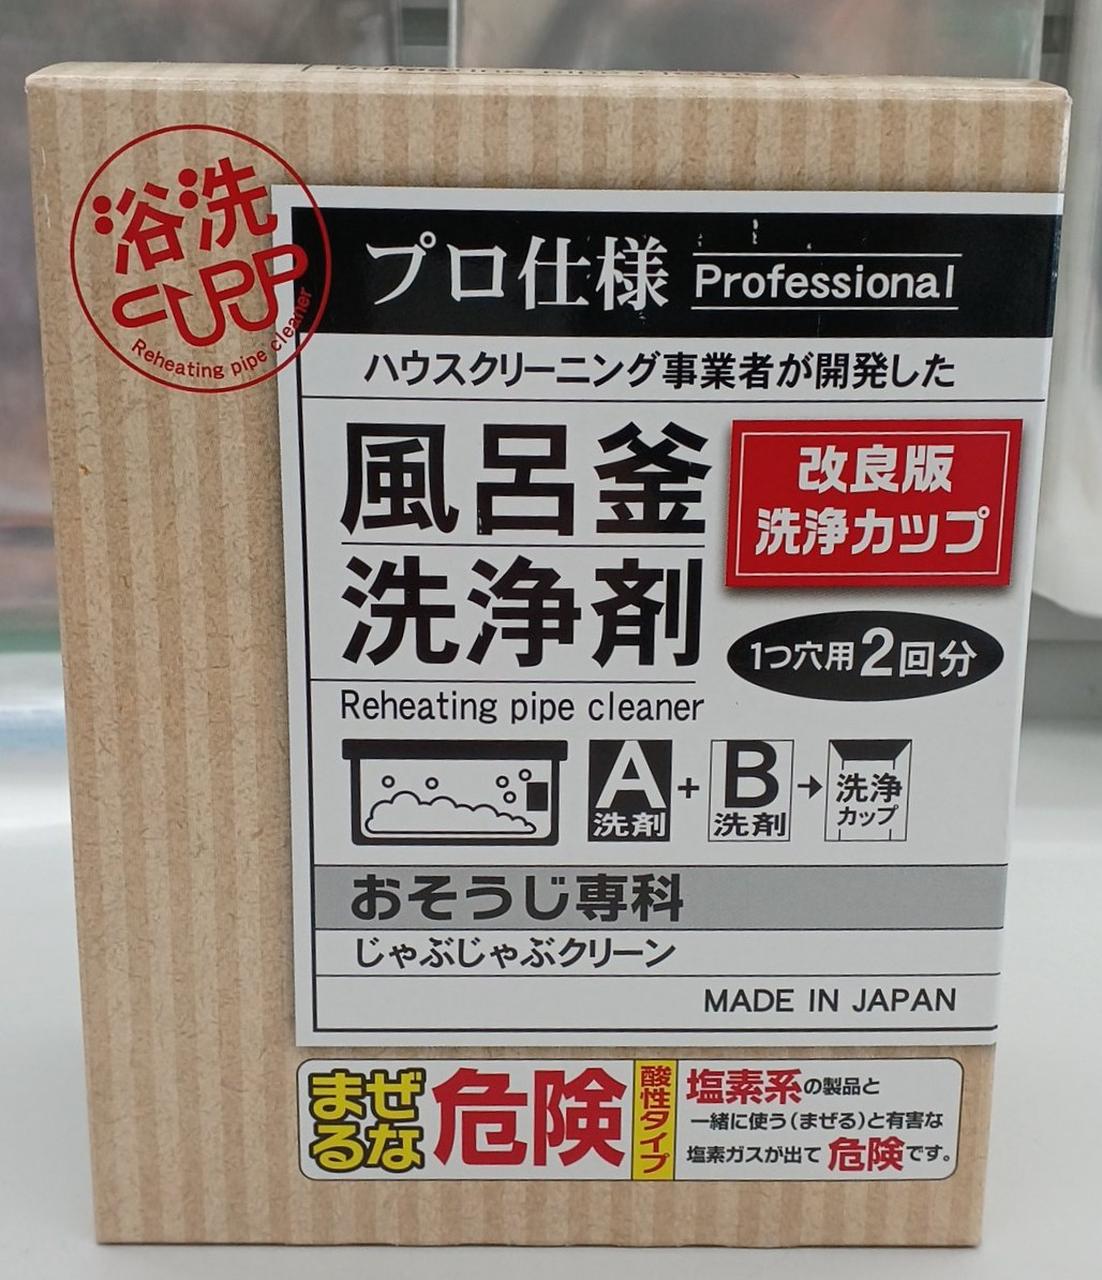 浴洗
CUPP
Reheating pipe cleaner
プロ仕様 Professional
ハウスクリーニング事業者が開発した
風呂釜
洗浄剤
改良版
洗浄カップ
1つ穴用2回分
Reheating pipe cleaner
A
洗剤
+
B
洗剤
→
洗浄
カップ
おそうじ専科
じゃぶじゃぶクリーン
MADE IN JAPAN
まぜるな
危険
酸性タイプ
塩素系の製品と
一緒に使う(まぜる)と有害な
塩素ガスが出て危険です。